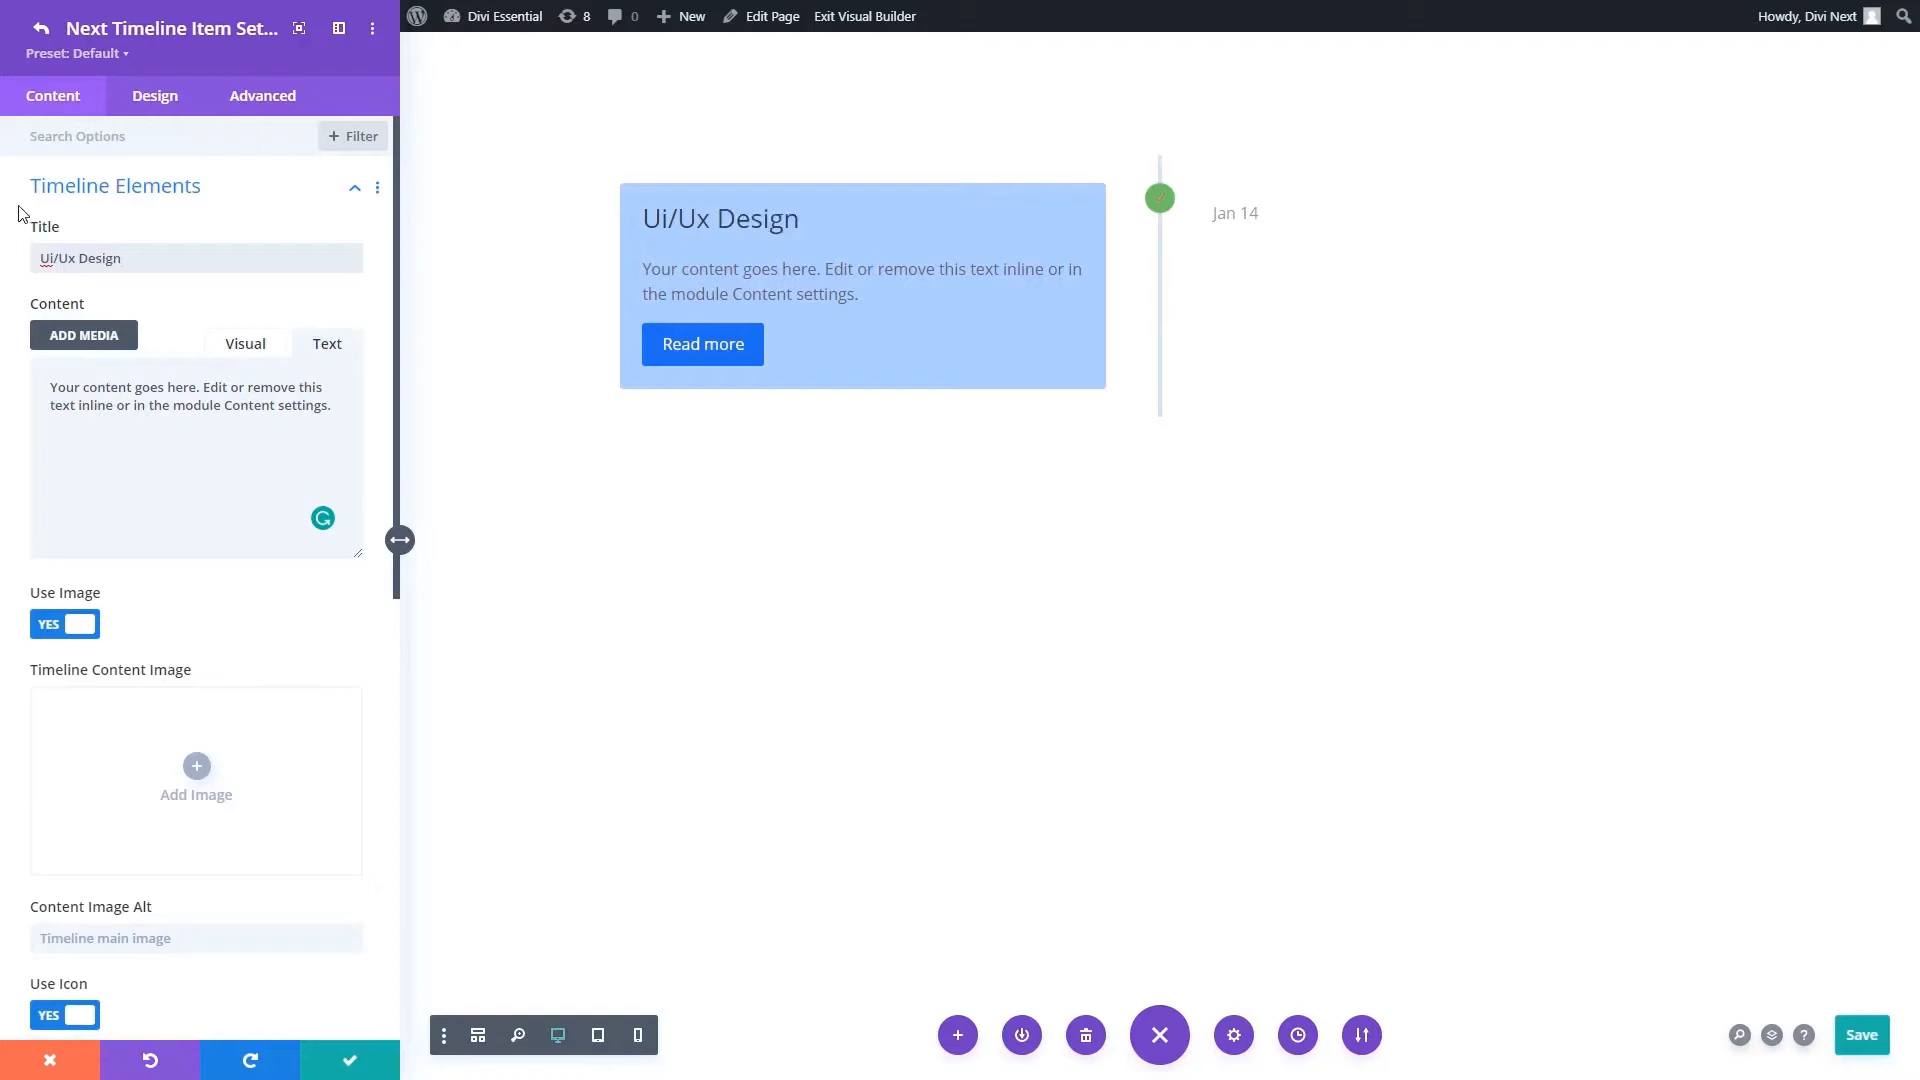 Next Timeline Item Set...
Preset: Default
Content
Design
Advanced
Search Options
+ Filter
Timeline Elements
Title
Ui/Ux Design
Content
ADD MEDIA
Visual
Text
Your content goes here. Edit or remove this
text inline or in the module Content settings.
Use Image
YES
Timeline Content Image
Add Image
Content Image Alt
Timeline main image
Use Icon
YES
Divi Essential
8
0
New
Edit Page
Exit Visual Builder
Howdy, Divi Next
Ui/Ux Design
Your content goes here. Edit or remove this text inline or in
the module Content settings.
Read more
Jan 14
Save